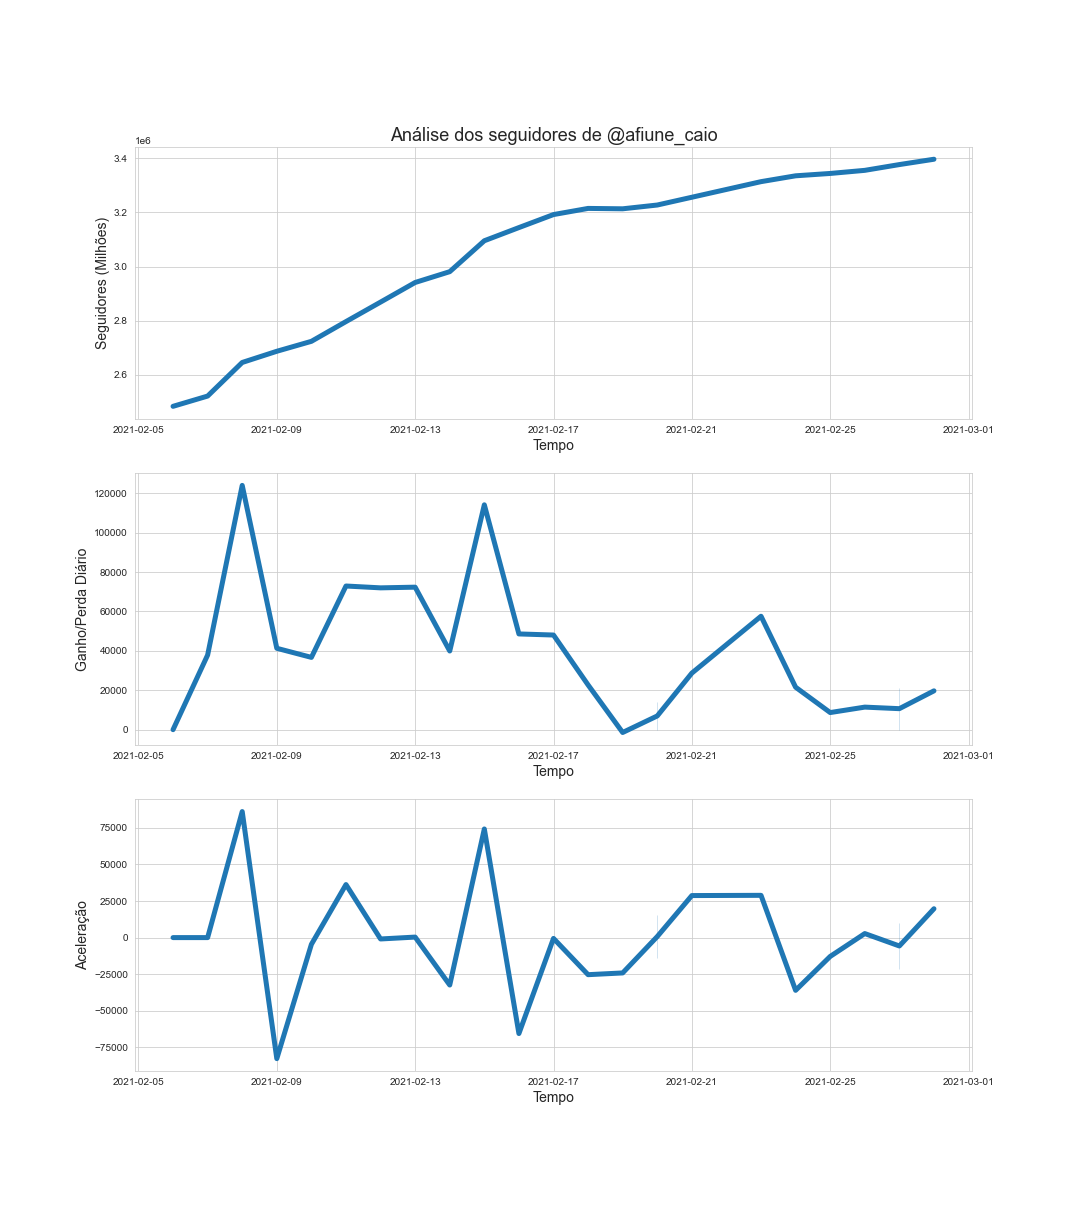 Análise dos seguidores de @afiune_caio
1e6
3.4
3.2
3.0
2.8
2.6
Seguidores (Milhões)
2021-02-05 2021-02-09 2021-02-13 2021-02-17 2021-02-21 2021-02-25 2021-03-01
Tempo
120000
100000
80000
60000
40000
20000
0
Ganho/Perda Diário
2021-02-05 2021-02-09 2021-02-13 2021-02-17 2021-02-21 2021-02-25 2021-03-01
Tempo
75000
50000
25000
0
−25000
−50000
−75000
Aceleração
2021-02-05 2021-02-09 2021-02-13 2021-02-17 2021-02-21 2021-02-25 2021-03-01
Tempo